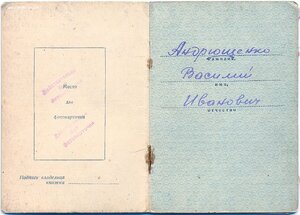 Место
для
фотокарточки
Подпись владельца
книжки
Андрющенко
фамилия
Василий
имя
Иванович
отчество